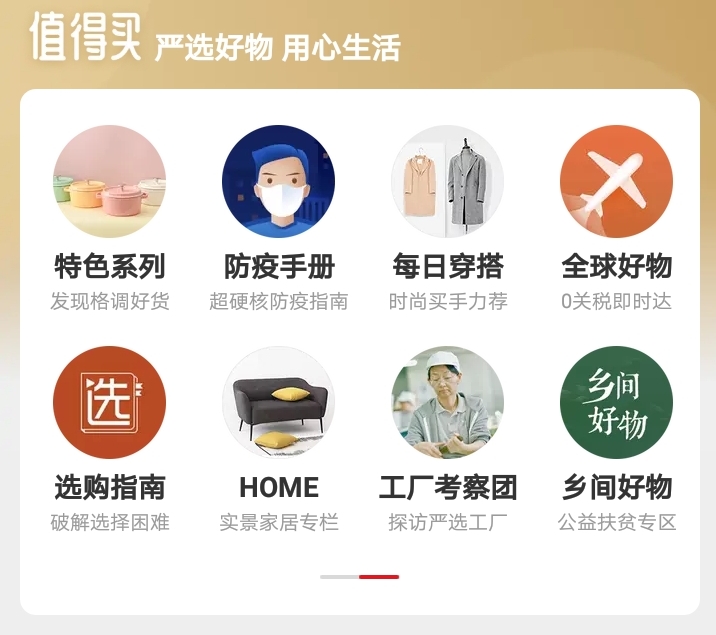 值得买 严选好物 用心生活
特色系列 防疫手册 每日穿搭 全球好物
发现格调好货 超硬核防疫指南 时尚买手力荐 0关税即时达
选
乡间
好物
选购指南 HOME 工厂考察团 乡间好物
破解选择困难 实景家居专栏 探访严选工厂 公益扶贫专区